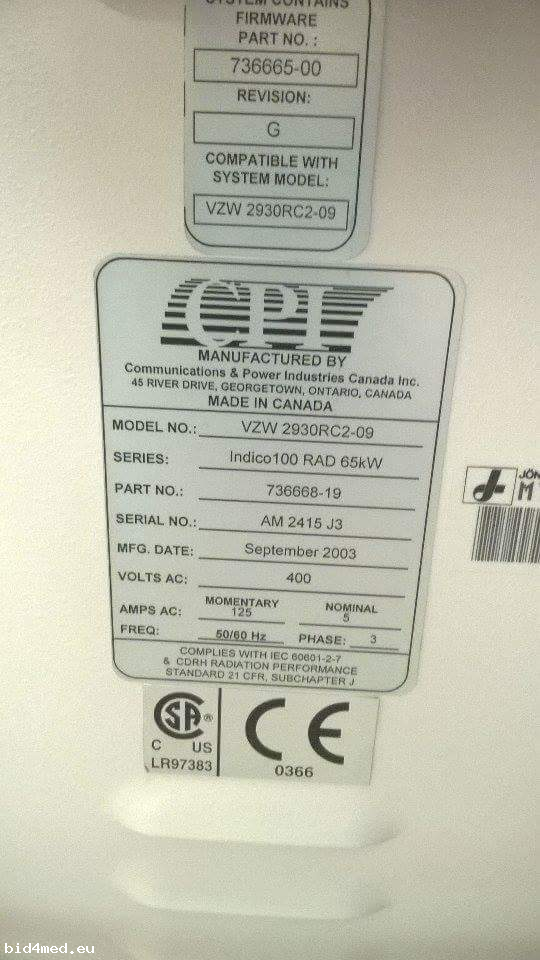 SYSTEM CONTAINS
FIRMWARE
PART NO. :
736665-00
REVISION:
G
COMPATIBLE WITH
SYSTEM MODEL:
VZW 2930RC2-09
CPI
MANUFACTURED BY
Communications & Power Industries Canada Inc.
45 RIVER DRIVE, GEORGETOWN, ONTARIO, CANADA
MADE IN CANADA
MODEL NO.: VZW 2930RC2-09
SERIES: Indico100 RAD 65kW
PART NO.: 736668-19
SERIAL NO.: AM 2415 J3
MFG. DATE: September 2003
VOLTS AC: 400
AMPS AC: MOMENTARY 125 NOMINAL 5
FREQ: 50/60 Hz PHASE: 3
COMPLIES WITH IEC 60601-2-7
& CDRH RADIATION PERFORMANCE
STANDARD 21 CFR, SUBCHAPTER J
SA ®
C US
LR97383
CE
0366
JÖN
M
bid4med.eu